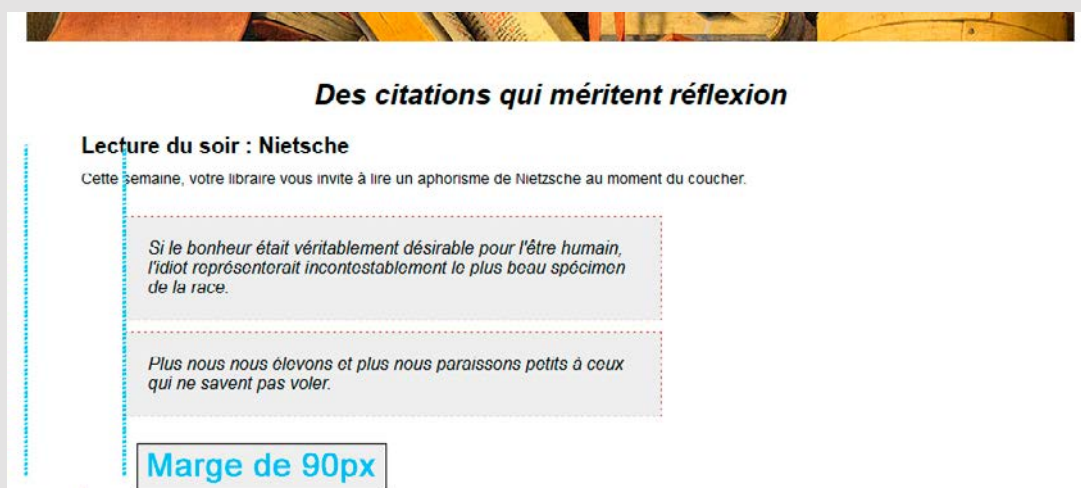 Des citations qui méritent réflexion
Lecture du soir : Nietsche
Cette semaine, votre libraire vous invite à lire un aphorisme de Nietzsche au moment du coucher.
Si le bonheur était véritablement désirable pour l'être humain,
l'idiot représenterait incontestablement le plus beau spécimen
de la race.
Plus nous nous élevons et plus nous paraissons petits à ceux
qui ne savent pas voler.
Marge de 90px